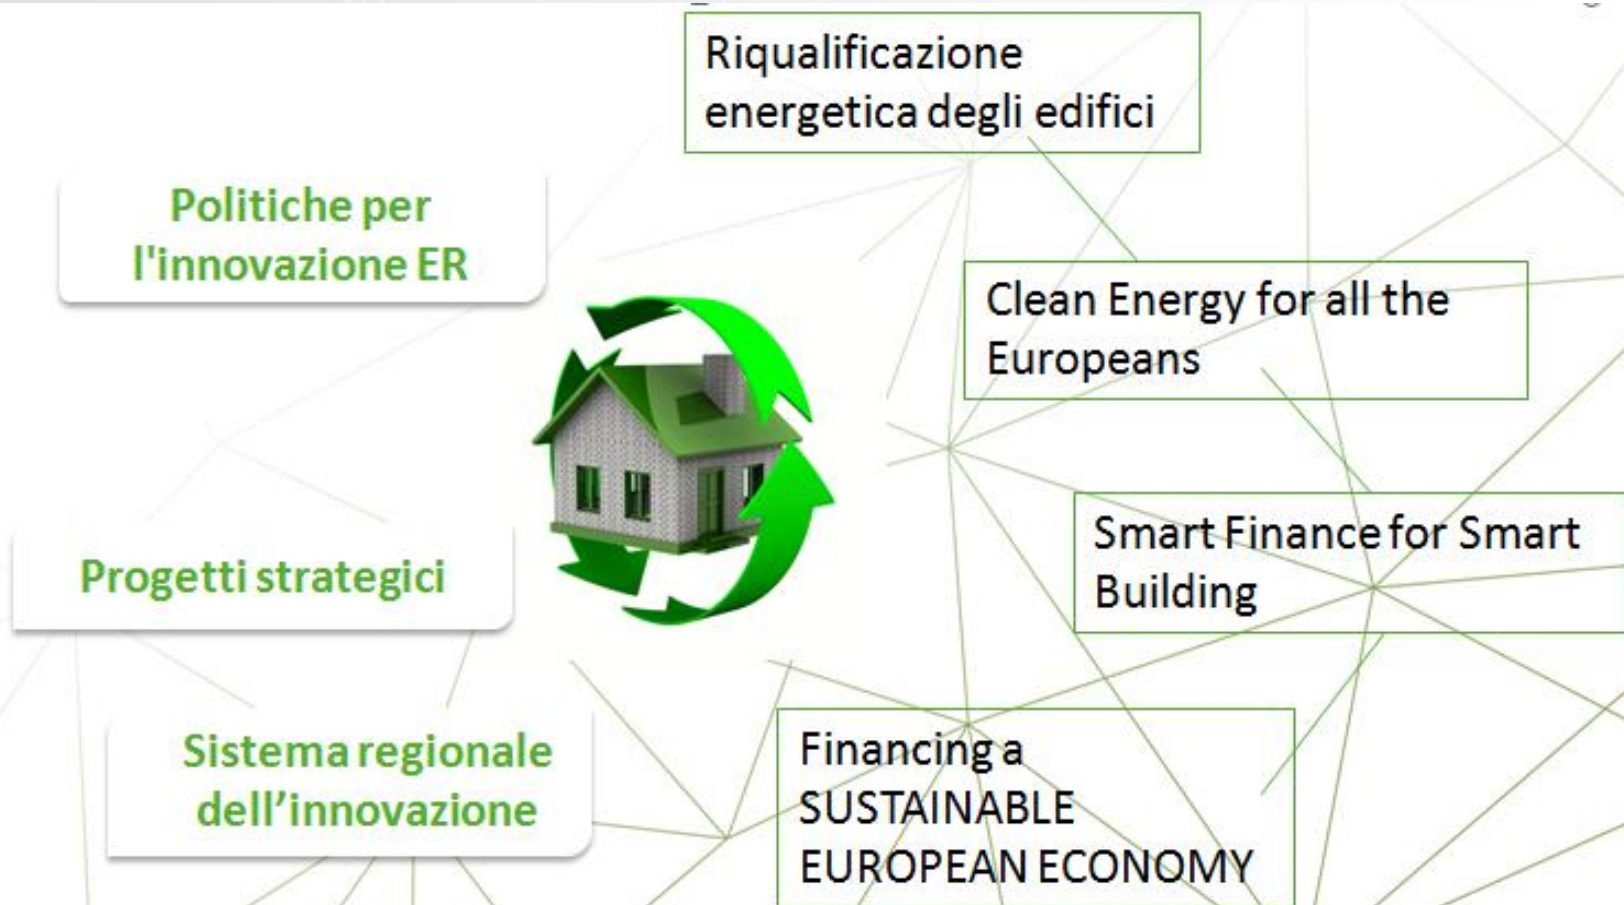 Riqualificazione
energetica degli edifici
Politiche per
l'innovazione ER
Clean Energy for all the
Europeans
Smart Finance for Smart
Building
Progetti strategici
Sistema regionale
dell’innovazione
Financing a
SUSTAINABLE
EUROPEAN ECONOMY